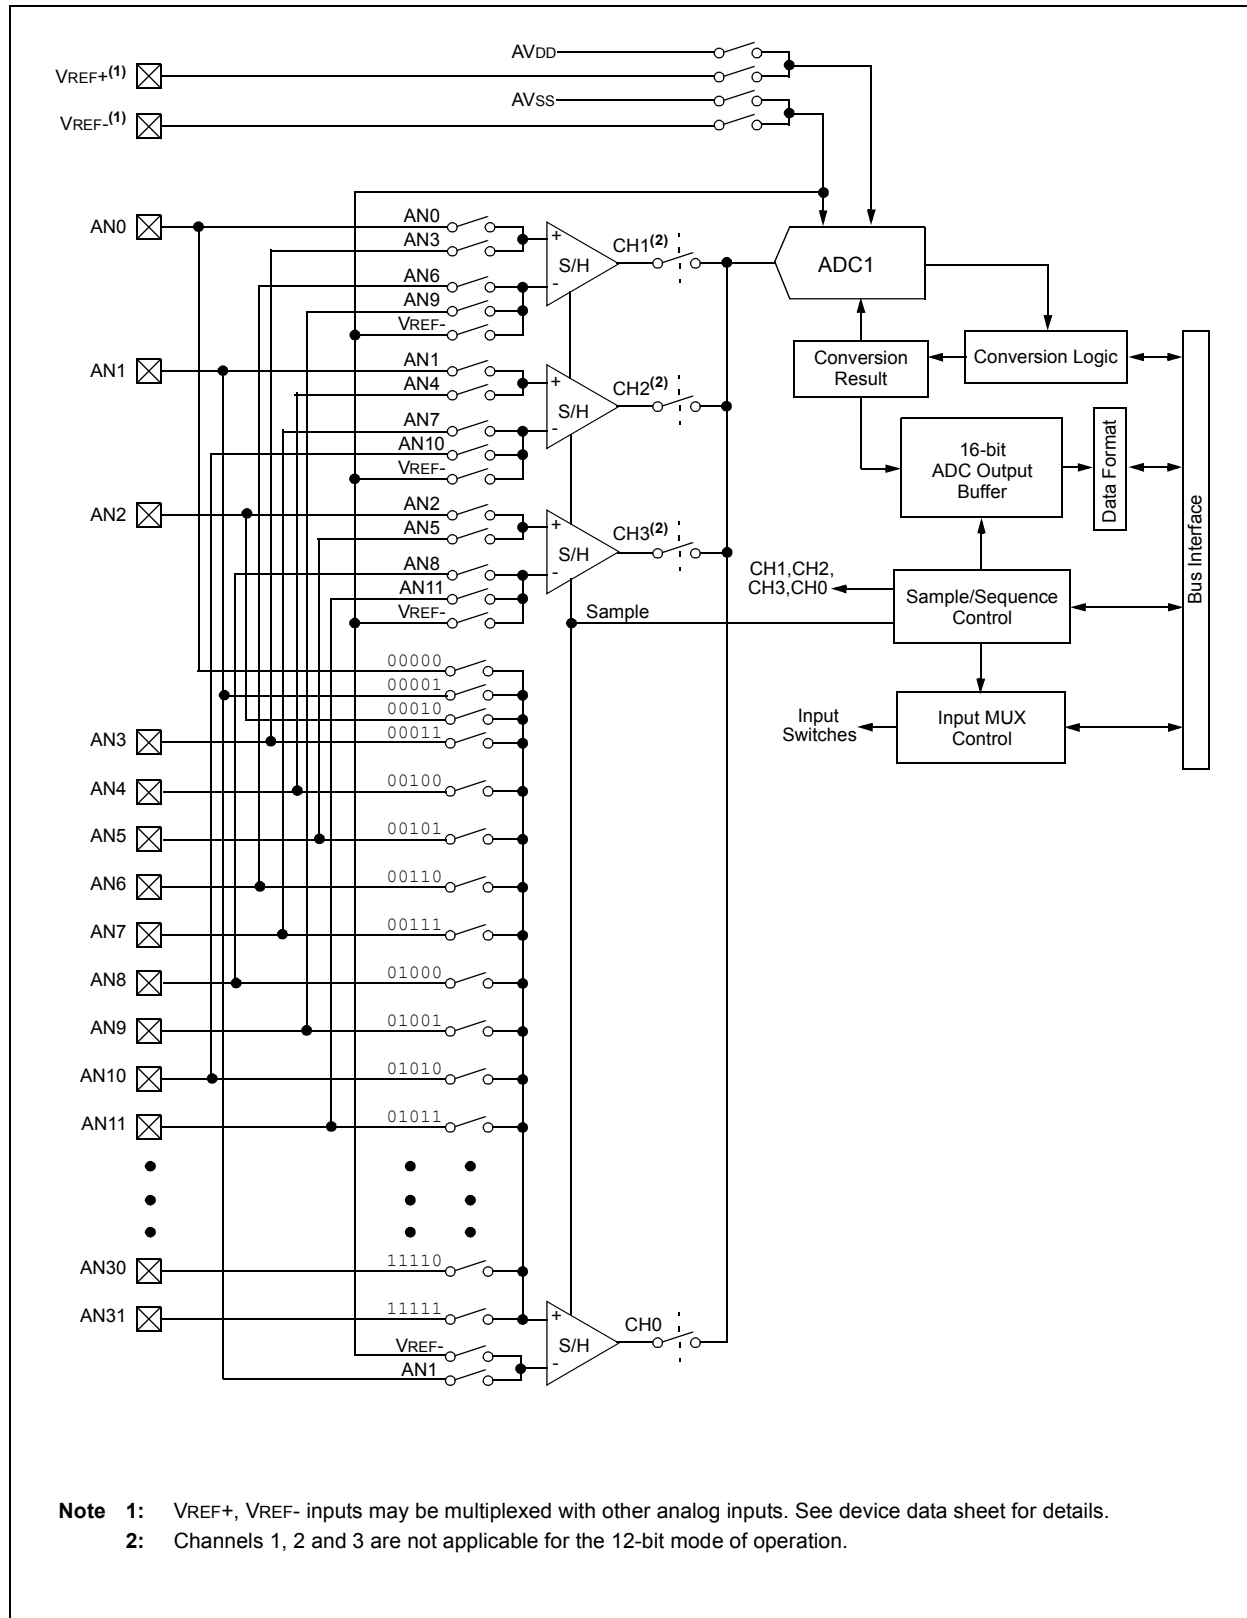 AVDD
VREF+(1)
AVSS
VREF-(1)
AN0
AN0
AN3
+
S/H
-
CH1(2)
ADC1
AN6
AN9
VREF-
Conversion
Result
Conversion Logic
AN1
AN1
AN4
+
S/H
-
CH2(2)
AN7
AN10
VREF-
16-bit
ADC Output
Buffer
Data Format
Bus Interface
AN2
AN2
AN5
+
S/H
-
CH3(2)
AN8
AN11
VREF-
CH1,CH2,
CH3,CH0
Sample/Sequence
Control
Sample
00000
00001
00010
AN3
00011
Input
Switches
Input MUX
Control
AN4
00100
AN5
00101
AN6
00110
AN7
00111
AN8
01000
AN9
01001
AN10
01010
AN11
01011
AN30
11110
AN31
11111
+
S/H
-
CH0
VREF-
AN1
Note 1: VREF+, VREF- inputs may be multiplexed with other analog inputs. See device data sheet for details.
2: Channels 1, 2 and 3 are not applicable for the 12-bit mode of operation.